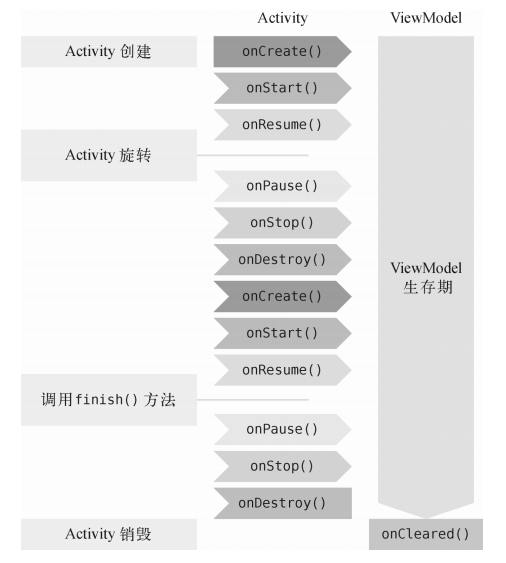 Activity
ViewModel
Activity 创建
onCreate()
onStart()
onResume()
Activity 旋转
onPause()
onStop()
onDestroy()
onCreate()
onStart()
onResume()
ViewModel
生存期
调用finish() 方法
onPause()
onStop()
onDestroy()
Activity 销毁
onCleared()